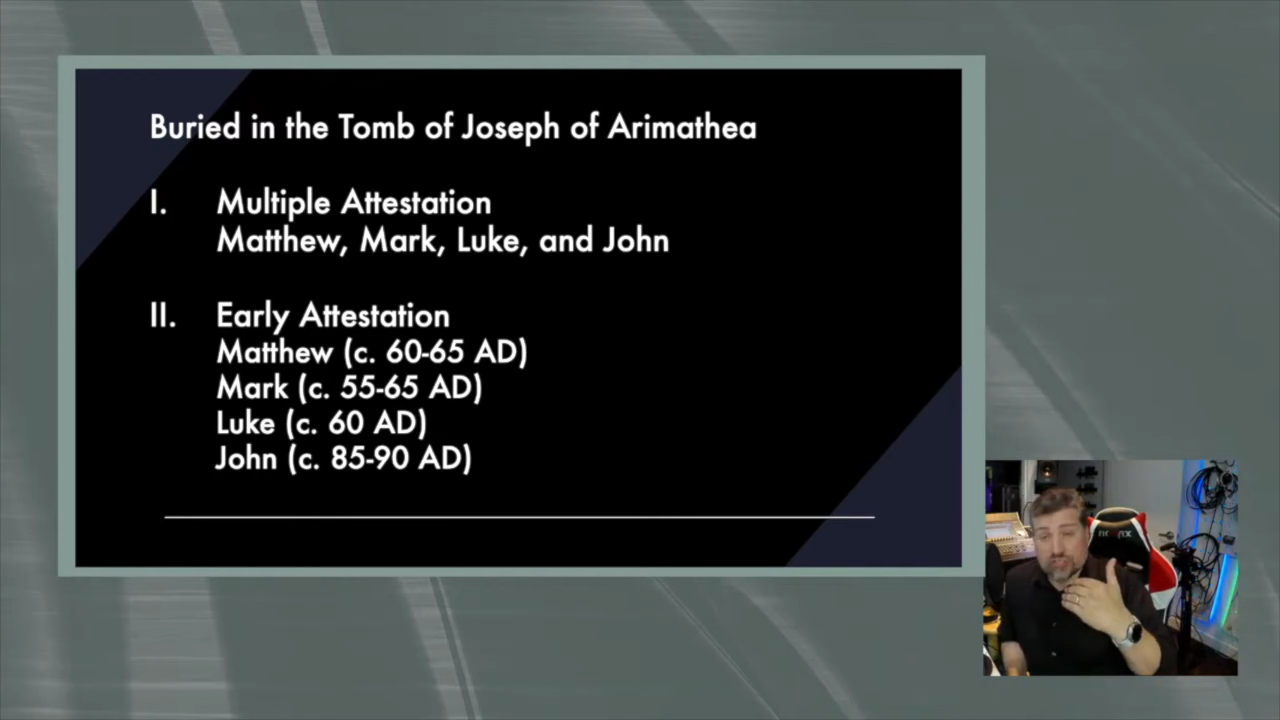 Buried in the Tomb of Joseph of Arimathea
I. Multiple Attestation
Matthew, Mark, Luke, and John
II. Early Attestation
Matthew (c. 60-65 AD)
Mark (c. 55-65 AD)
Luke (c. 60 AD)
John (c. 85-90 AD)